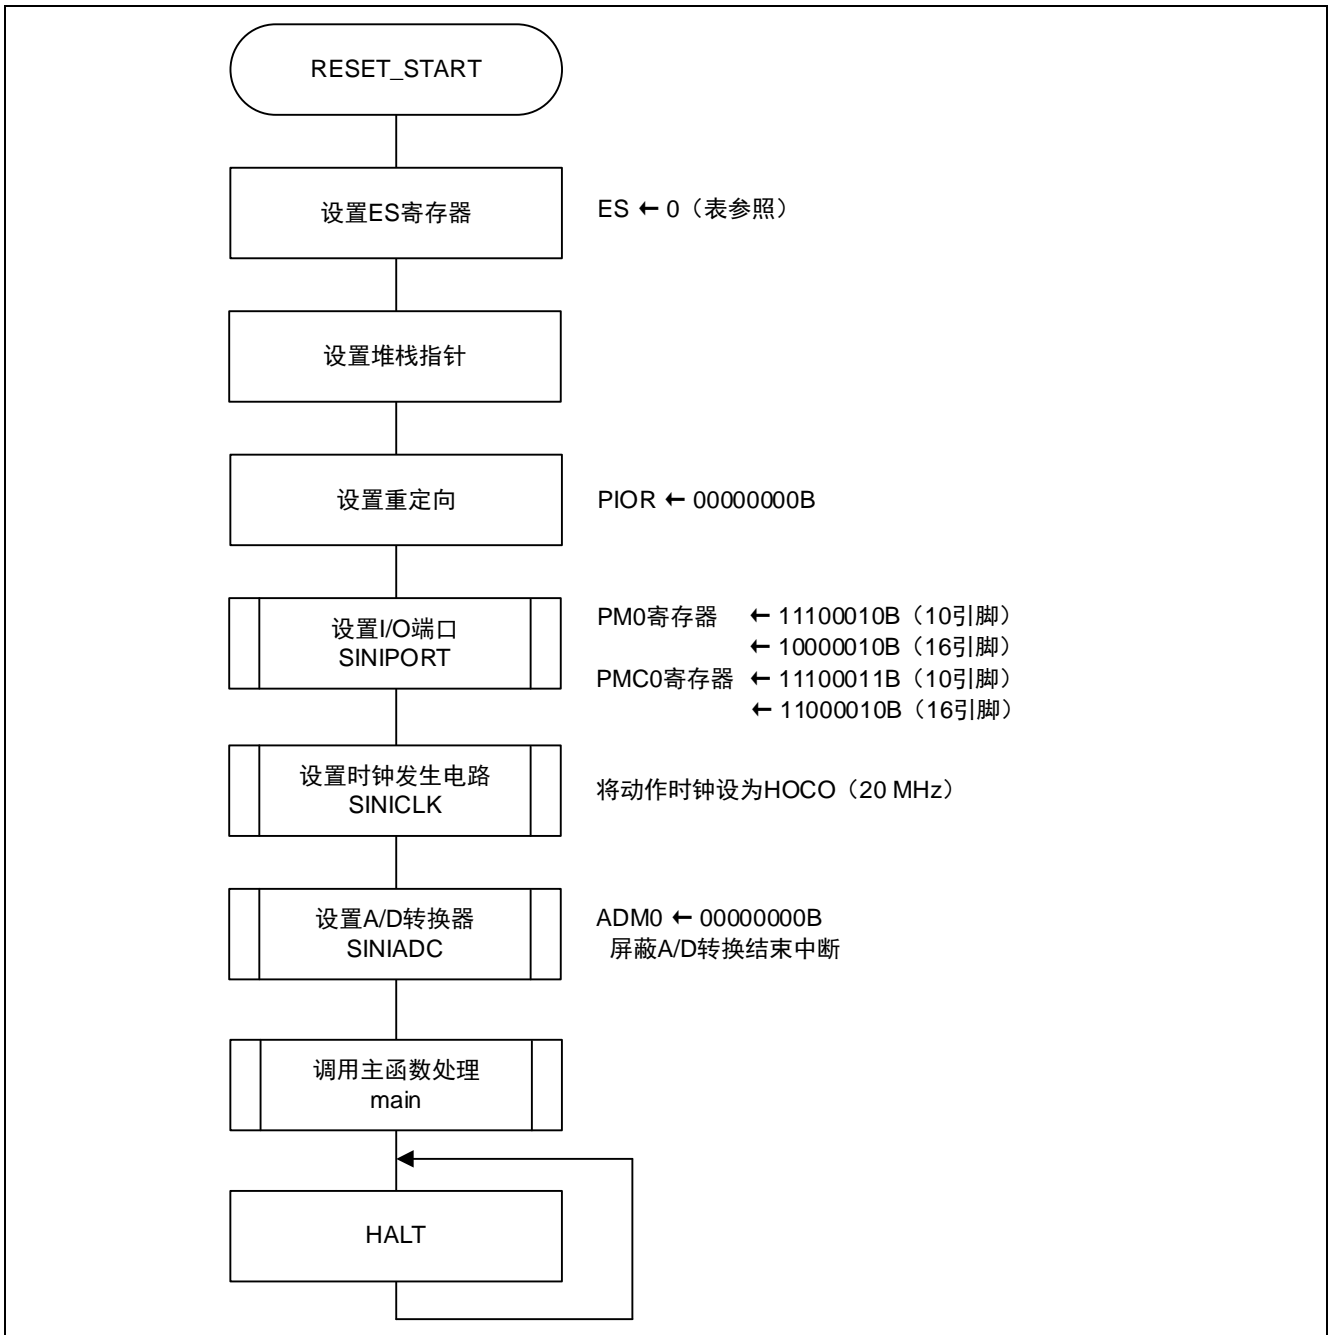 RESET_START
设置ES寄存器
ES ← 0（表参照）
设置堆栈指针
设置重定向
PIOR ← 00000000B
设置I/O端口
SINIPORT
PM0寄存器 ← 11100010B（10引脚）
← 10000010B（16引脚）
PMC0寄存器 ← 11100011B（10引脚）
← 11000010B（16引脚）
设置时钟发生电路
SINICLK
将动作时钟设为HOCO（20 MHz）
设置A/D转换器
SINIADC
ADM0 ← 00000000B
屏蔽A/D转换结束中断
调用主函数处理
main
HALT